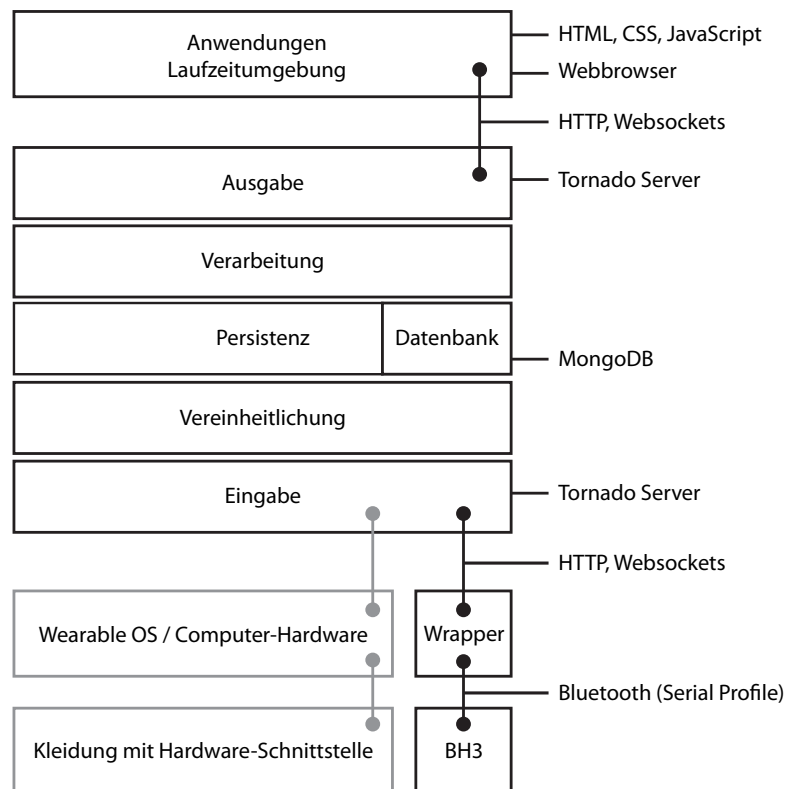 Anwendungen
Laufzeitumgebung
HTML, CSS, JavaScript
Webbrowser
HTTP, Websockets
Ausgabe
Tornado Server
Verarbeitung
Persistenz
Datenbank
MongoDB
Vereinheitlichung
Eingabe
Tornado Server
HTTP, Websockets
Wearable OS / Computer-Hardware
Wrapper
Bluetooth (Serial Profile)
Kleidung mit Hardware-Schnittstelle
BH3